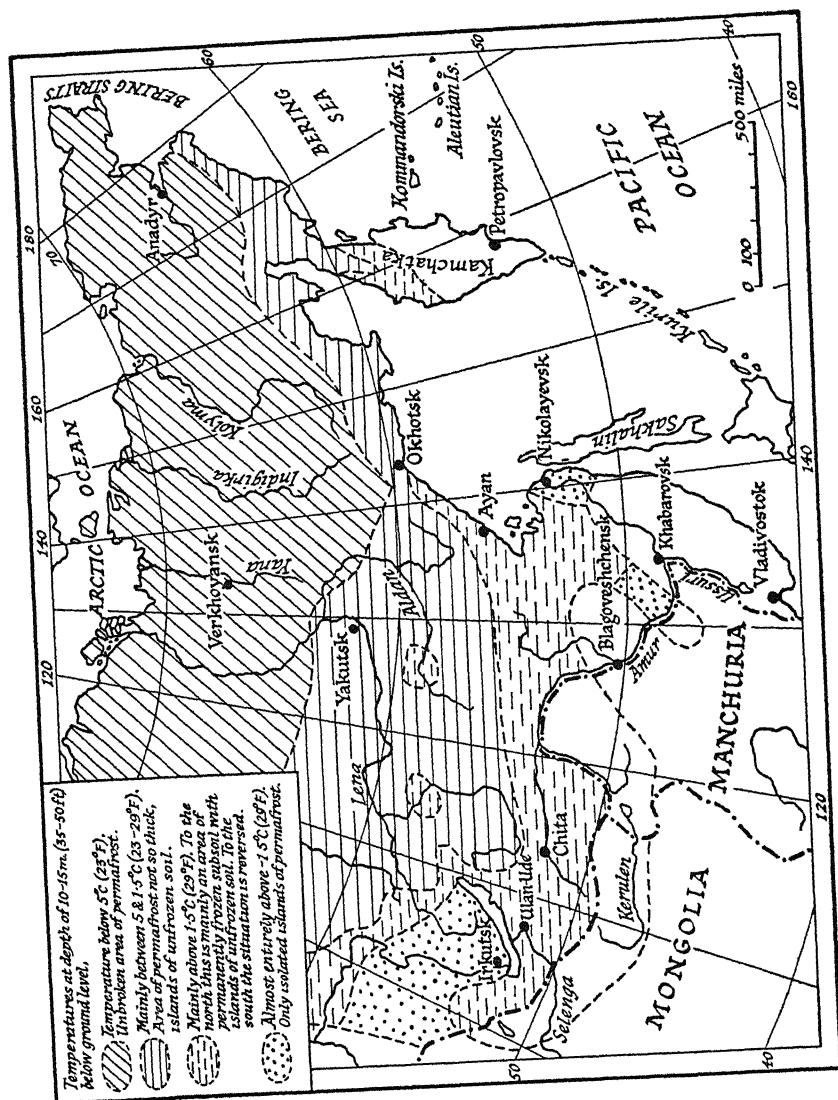 Temperatures at depth of 10-15m. (35-50ft)
below ground level,
Temperature below 5°C (23°F).
Unbroken area of permafrost.
Mainly between 5 & 1·5°C (23-29°F).
Area of permafrost not so thick,
islands of unfrozen soil.
Mainly above 1·5°C (29°F). To the
north this is mainly an area of
permanently frozen subsoil with
islands of unfrozen soil. To the
south the situation is reversed.
Almost entirely above -1·5°C (29°F).
Only isolated islands of permafrost.
120
140
160
180
70
60
50
40
160
140
120
40
50
ARCTIC OCEAN
BERING STRAITS
BERING
SEA
Anadyr
Kolyma
Indigirka
Yana
Verkhoyansk
Kommandorski Is.
Aleutian Is.
Petropavlovsk
Kamchatka
PACIFIC
OCEAN
Kurile Is.
Okhotsk
Ayan
Nikolayevsk
Sakhalin
Yakutsk
Aldan
Lena
Blagoveshchensk
Khabarovsk
Amur
Ussuri
Vladivostok
Chita
Ulan-Ude
Irkutsk
Selenga
Kerulen
MANCHURIA
MONGOLIA
0 100 500 miles